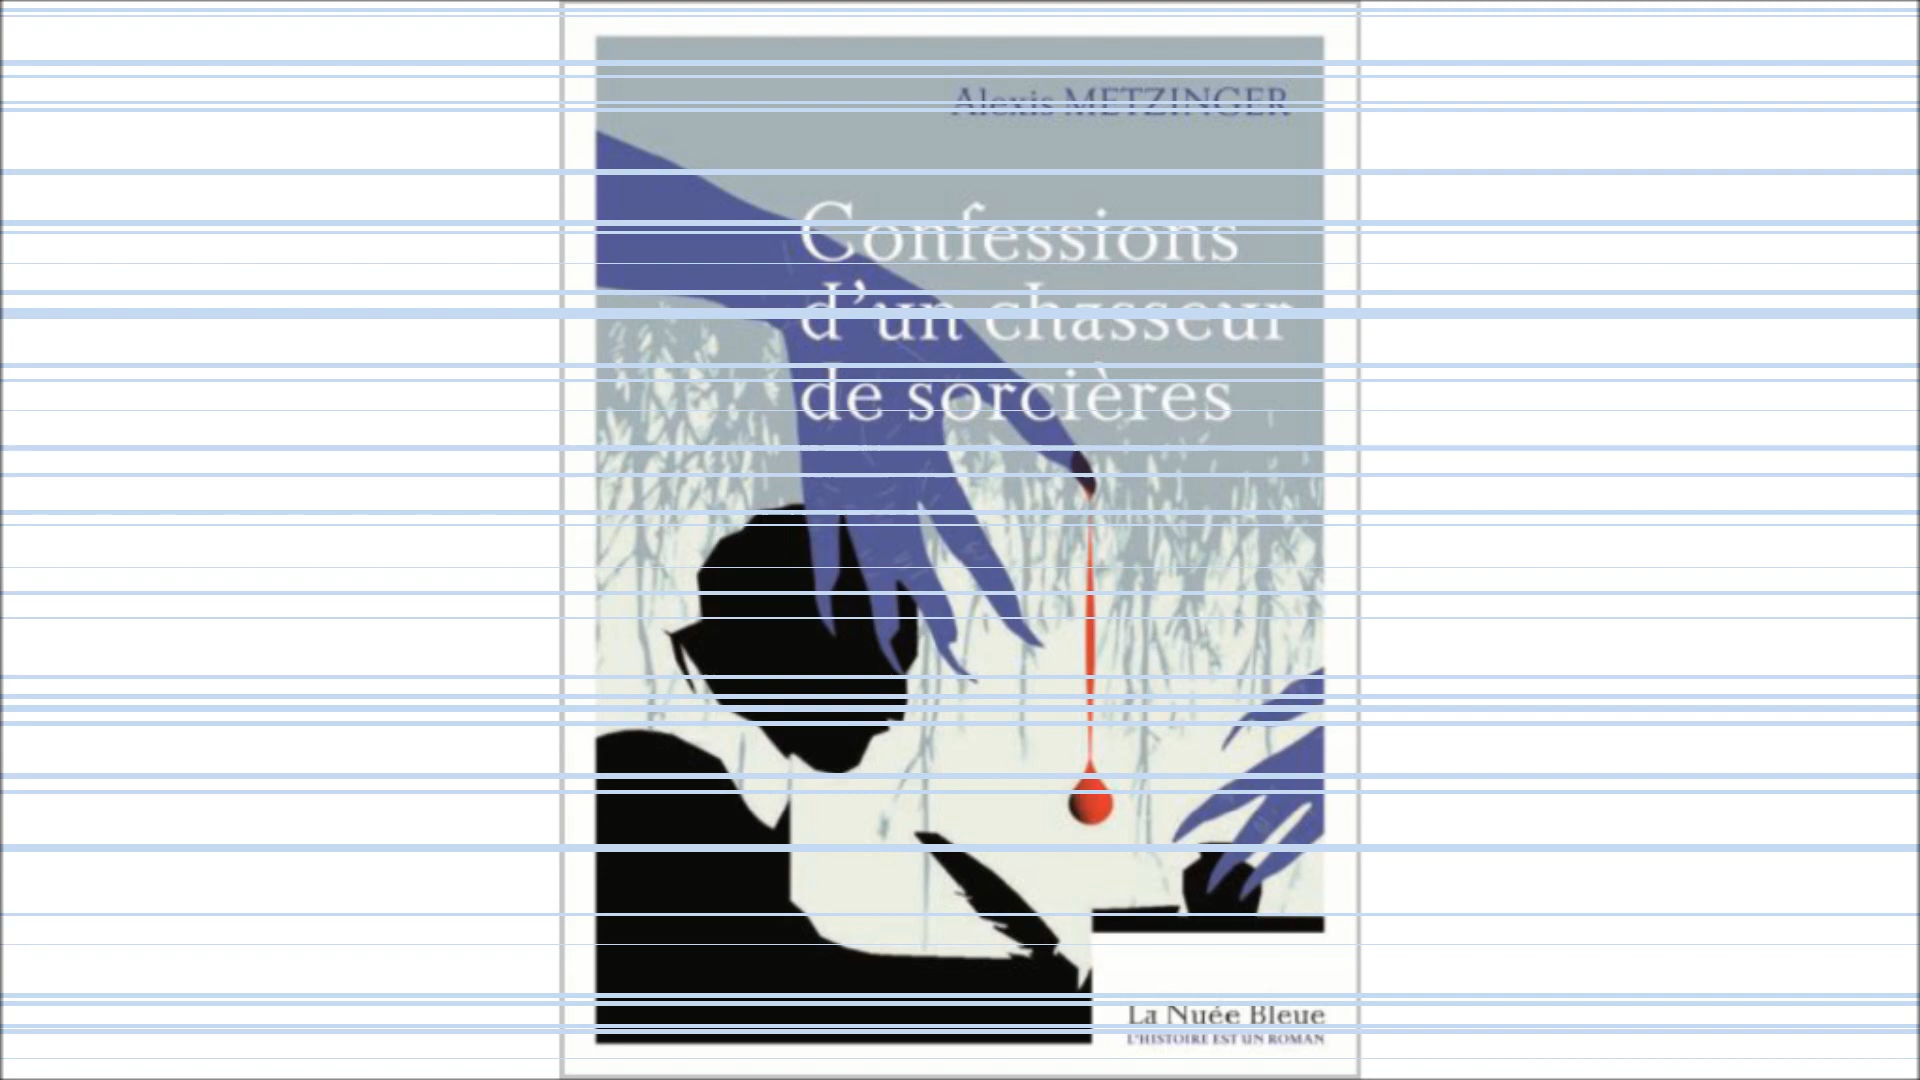 Alexis METZINGER
Confessions
d'un chasseur
de sorcières
La Nuée Bleue
L'HISTOIRE EST UN ROMAN